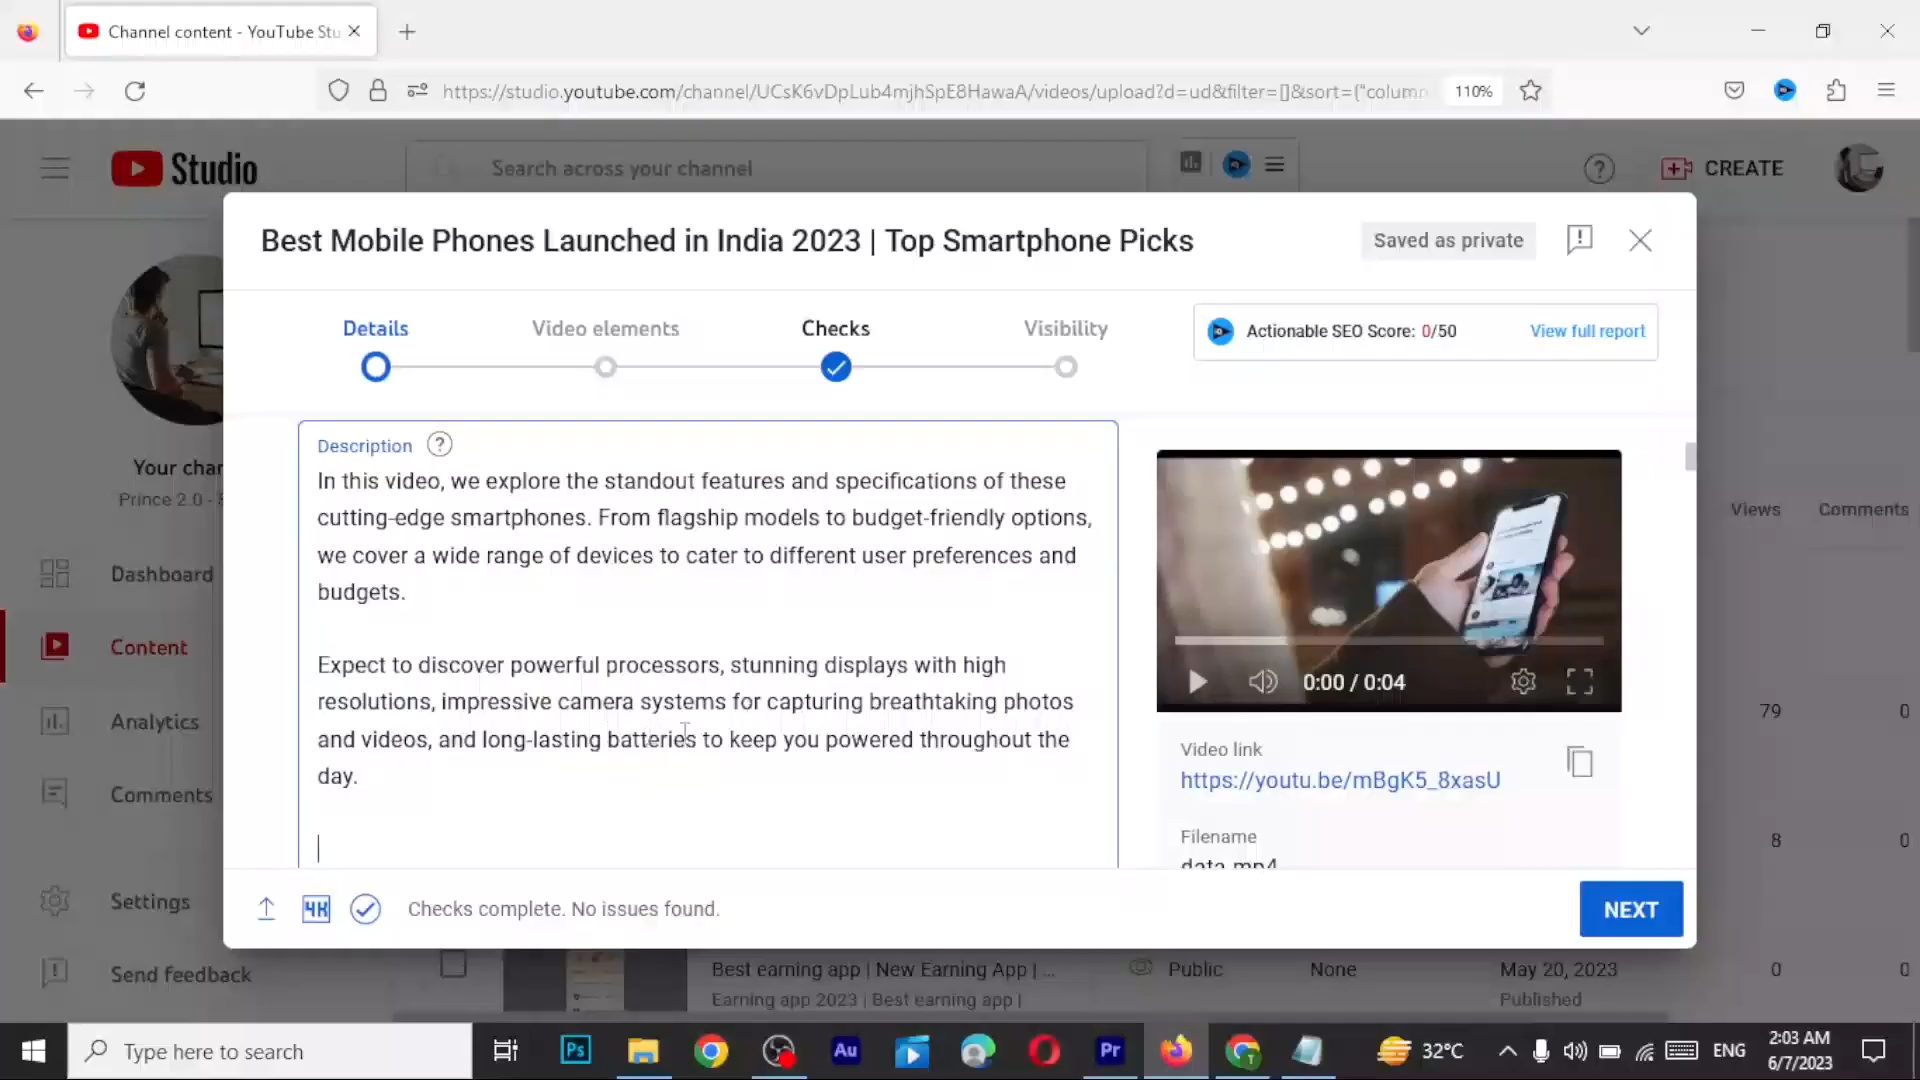 Channel content - YouTube Stu
https://studio.youtube.com/channel/UCsK6vDpLub4mjhSpE8HawaA/videos/upload?d=ud&filter=[]&sort={"column
110%
Studio
Search across your channel
CREATE
Best Mobile Phones Launched in India 2023 | Top Smartphone Picks
Saved as private
Details
Video elements
Checks
Visibility
Actionable SEO Score: 0/50
View full report
Description
In this video, we explore the standout features and specifications of these
cutting-edge smartphones. From flagship models to budget-friendly options,
we cover a wide range of devices to cater to different user preferences and
budgets.
Expect to discover powerful processors, stunning displays with high
resolutions, impressive camera systems for capturing breathtaking photos
and videos, and long-lasting batteries to keep you powered throughout the
day.
0:00 / 0:04
Video link
https://youtu.be/mBgK5_8xasU
Filename
data.mp4
4K
Checks complete. No issues found.
NEXT
Your char
Prince 2.0 -
Dashboard
Content
Analytics
Comments
Settings
Send feedback
Views
Comments
79
0
8
0
Best earning app | New Earning App | ...
Public
None
May 20, 2023
0
0
Earning app 2023 | Best earning app |
Published
Type here to search
Ps
Au
Pr
T
32°C
ENG
2:03 AM
6/7/2023